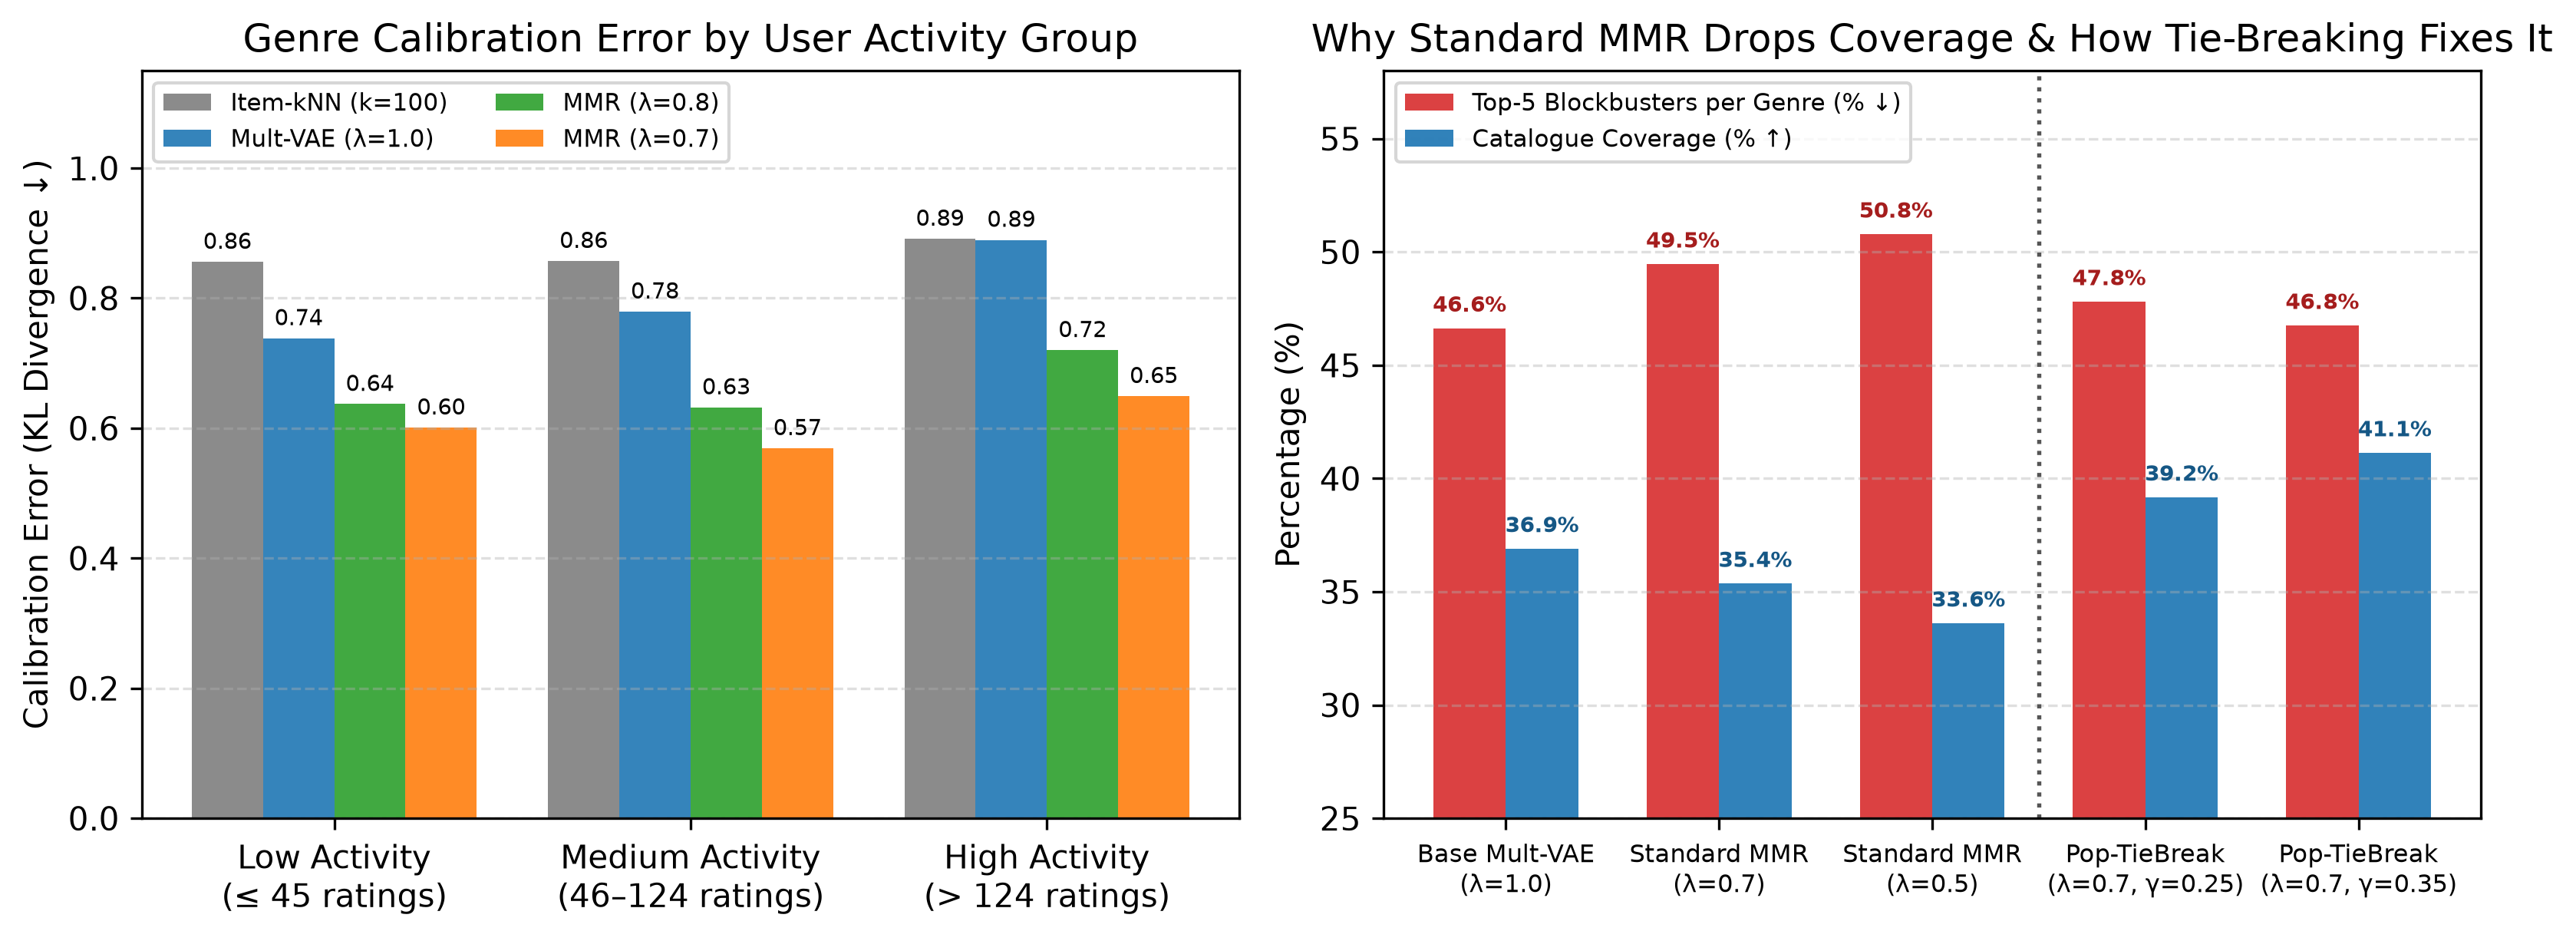 Genre Calibration Error by User Activity Group
Calibration Error (KL Divergence ↓)
Item-kNN (k=100)
Mult-VAE (λ=1.0)
MMR (λ=0.8)
MMR (λ=0.7)
1.0
0.8
0.6
0.4
0.2
0.0
0.86
0.74
0.64
0.60
0.86
0.78
0.63
0.57
0.89
0.89
0.72
0.65
Low Activity
(≤ 45 ratings)
Medium Activity
(46–124 ratings)
High Activity
(> 124 ratings)
Why Standard MMR Drops Coverage & How Tie-Breaking Fixes It
Percentage (%)
Top-5 Blockbusters per Genre (% ↓)
Catalogue Coverage (% ↑)
55
50
45
40
35
30
25
46.6%
36.9%
49.5%
35.4%
50.8%
33.6%
47.8%
39.2%
46.8%
41.1%
Base Mult-VAE
(λ=1.0)
Standard MMR
(λ=0.7)
Standard MMR
(λ=0.5)
Pop-TieBreak
(λ=0.7, γ=0.25)
Pop-TieBreak
(λ=0.7, γ=0.35)